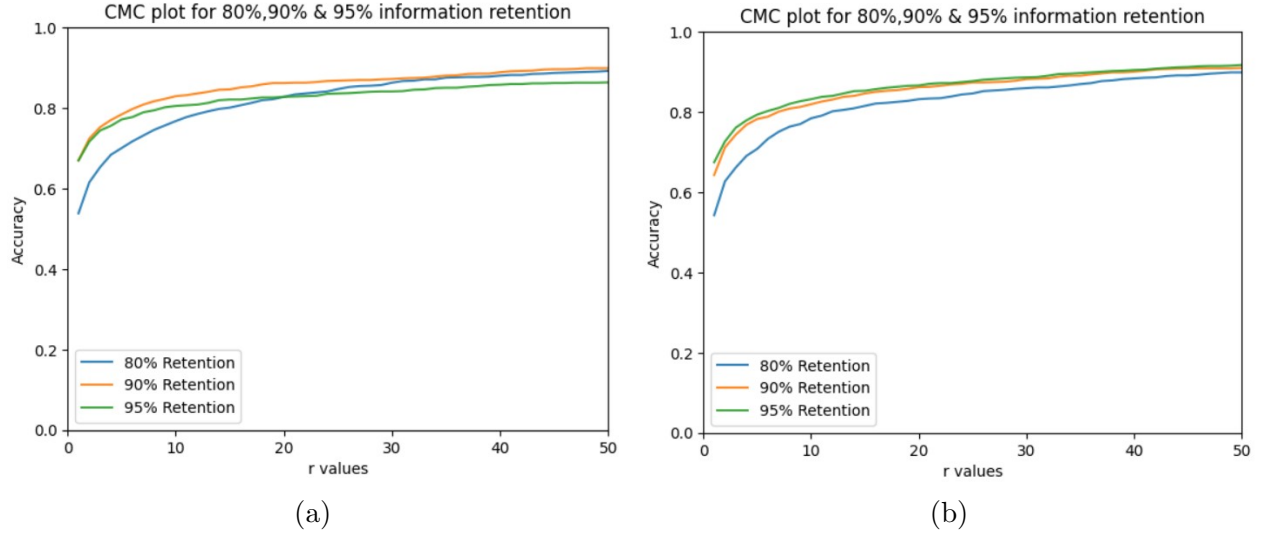 CMC plot for 80%,90% & 95% information retention
1.0
0.8
0.6
0.4
0.2
0.0
Accuracy
80% Retention
90% Retention
95% Retention
0 10 20 30 40 50
r values
(a)
CMC plot for 80%,90% & 95% information retention
1.0
0.8
0.6
0.4
0.2
0.0
Accuracy
80% Retention
90% Retention
95% Retention
0 10 20 30 40 50
r values
(b)